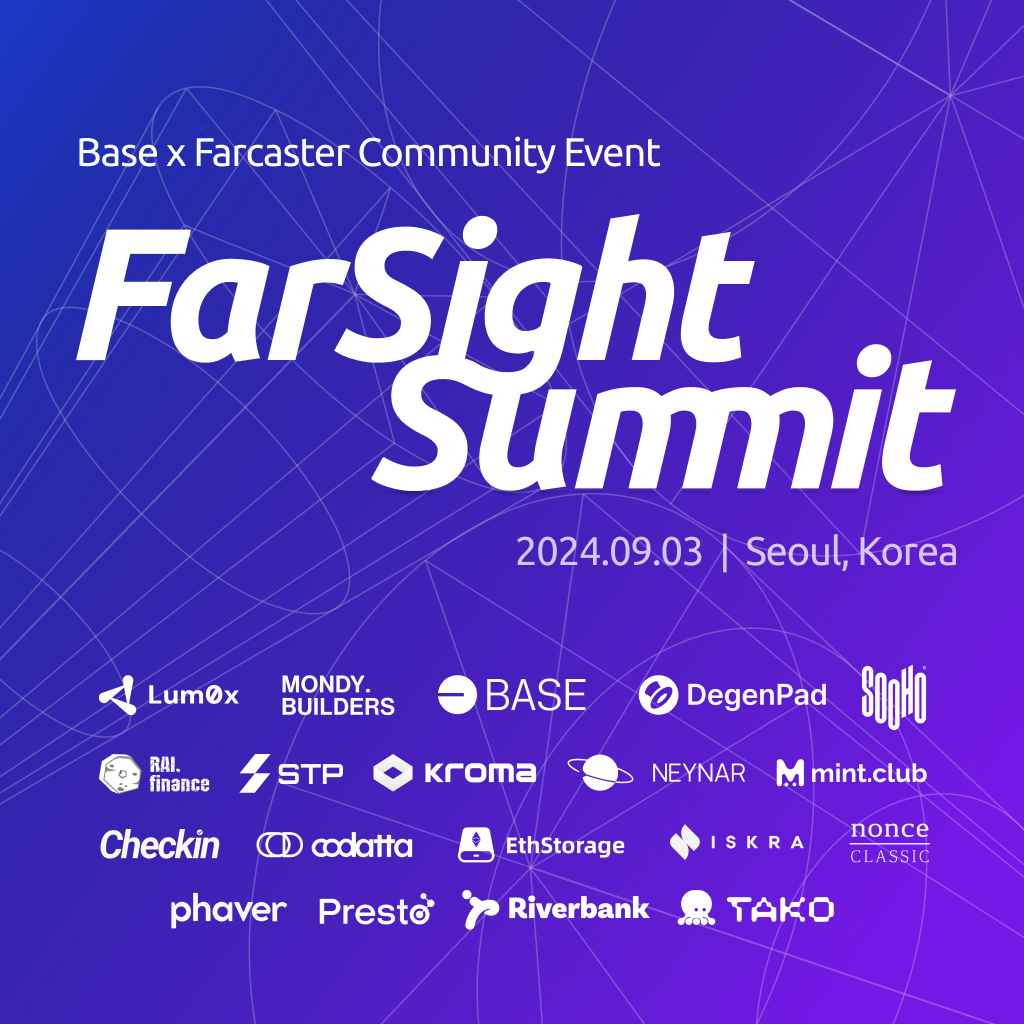 Base x Farcaster Community Event
FarSight
Summit
2024.09.03 | Seoul, Korea
Lum0x
MONDY.
BUILDERS
BASE
DegenPad
SOOHO
RAI.
finance
STP
KROMA
NEYNAR
mint.club
Checkin
codatta
EthStorage
ISKRA
nonce
CLASSIC
phaver
Presto
Riverbank
TAKO